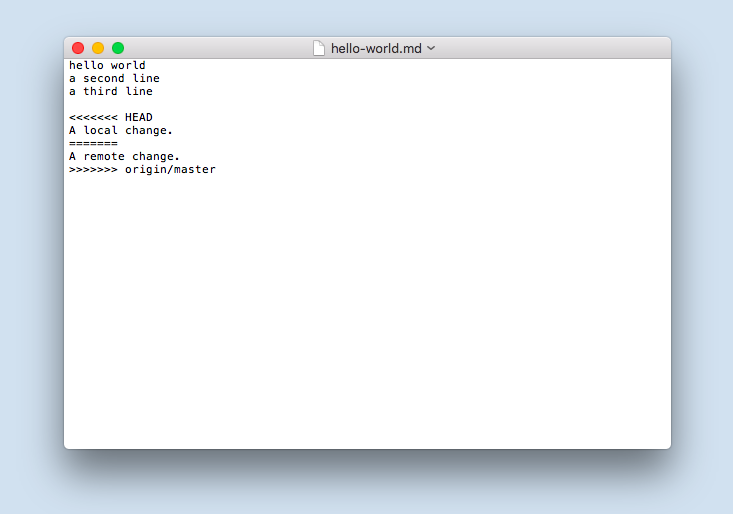 hello-world.md
hello world
a second line
a third line
<<<<<<< HEAD
A local change.
=======
A remote change.
>>>>>>> origin/master